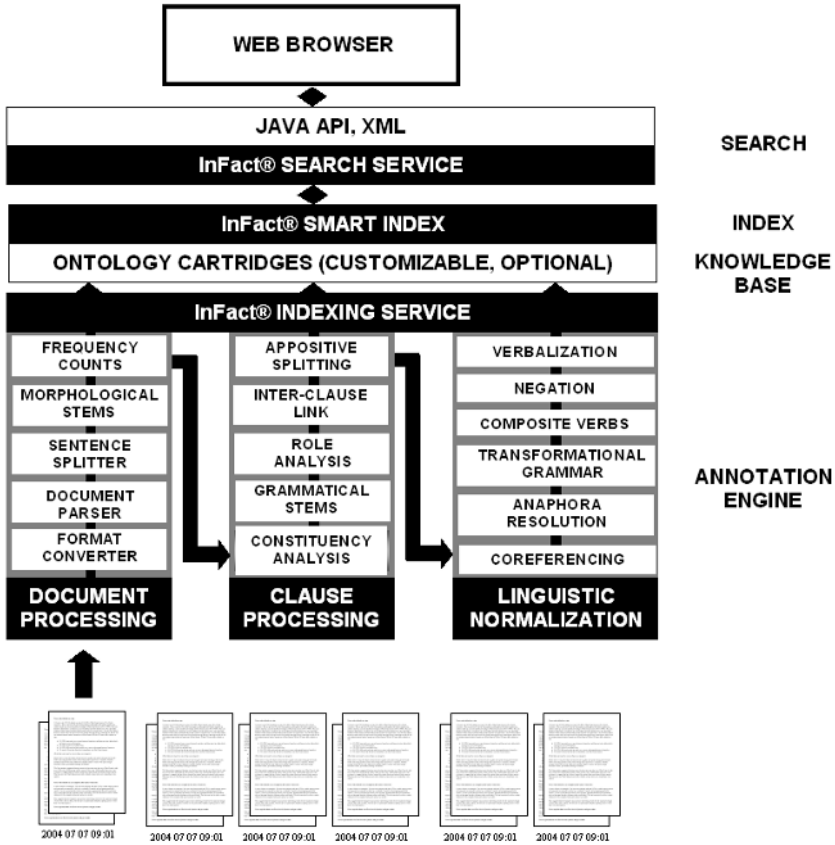 WEB BROWSER
JAVA API, XML
InFact® SEARCH SERVICE
SEARCH
InFact® SMART INDEX
INDEX
ONTOLOGY CARTRIDGES (CUSTOMIZABLE, OPTIONAL)
KNOWLEDGE
BASE
InFact® INDEXING SERVICE
FREQUENCY
COUNTS
MORPHOLOGICAL
STEMS
SENTENCE
SPLITTER
DOCUMENT
PARSER
FORMAT
CONVERTER
DOCUMENT
PROCESSING
APPOSITIVE
SPLITTING
INTER-CLAUSE
LINK
ROLE
ANALYSIS
GRAMMATICAL
STEMS
CONSTITUENCY
ANALYSIS
CLAUSE
PROCESSING
VERBALIZATION
NEGATION
COMPOSITE VERBS
TRANSFORMATIONAL
GRAMMAR
ANAPHORA
RESOLUTION
COREFERENCING
LINGUISTIC
NORMALIZATION
ANNOTATION
ENGINE
2004 07 07 09:01
2004 07 07 09:01
2004 07 07 09:01
2004 07 07 09:01
2004 07 07 09:01
2004 07 07 09:01